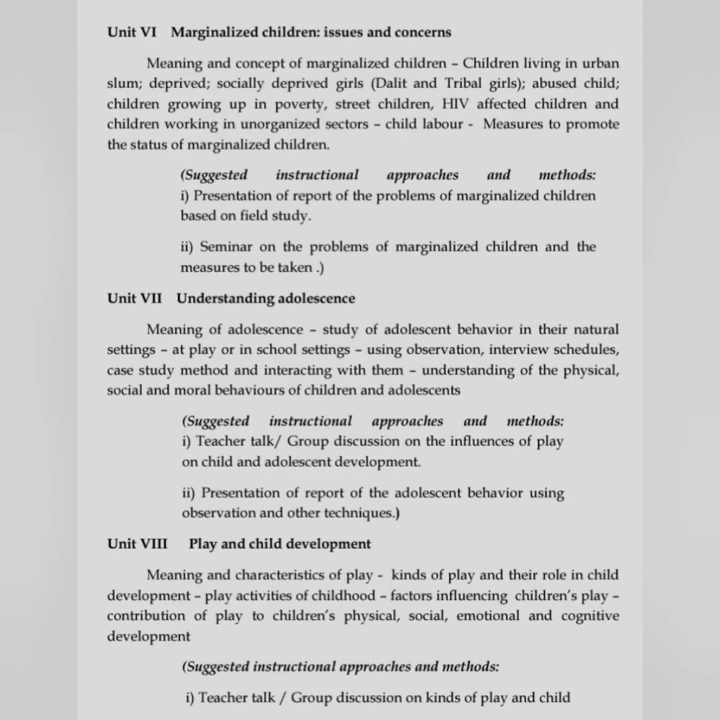 Unit VI Marginalized children: issues and concerns
Meaning and concept of marginalized children – Children living in urban
slum; deprived; socially deprived girls (Dalit and Tribal girls); abused child;
children growing up in poverty, street children, HIV affected children and
children working in unorganized sectors – child labour - Measures to promote
the status of marginalized children.
(Suggested instructional approaches and methods:
i) Presentation of report of the problems of marginalized children
based on field study.
ii) Seminar on the problems of marginalized children and the
measures to be taken .)
Unit VII Understanding adolescence
Meaning of adolescence – study of adolescent behavior in their natural
settings – at play or in school settings – using observation, interview schedules,
case study method and interacting with them – understanding of the physical,
social and moral behaviours of children and adolescents
(Suggested instructional approaches and methods:
i) Teacher talk/ Group discussion on the influences of play
on child and adolescent development.
ii) Presentation of report of the adolescent behavior using
observation and other techniques.)
Unit VIII Play and child development
Meaning and characteristics of play - kinds of play and their role in child
development – play activities of childhood – factors influencing children's play –
contribution of play to children's physical, social, emotional and cognitive
development
(Suggested instructional approaches and methods:
i) Teacher talk / Group discussion on kinds of play and child